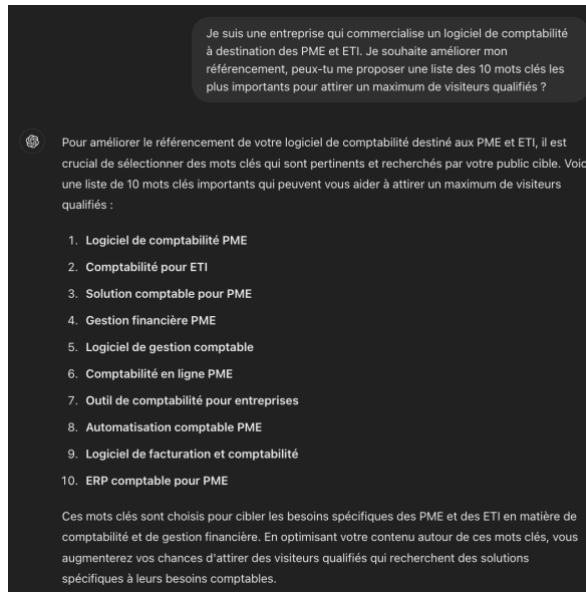 Je suis une entreprise qui commercialise un logiciel de comptabilité
à destination des PME et ETI. Je souhaite améliorer mon
référencement, peux-tu me proposer une liste des 10 mots clés les
plus importants pour attirer un maximum de visiteurs
qualifiés ?
Pour améliorer le référencement de votre logiciel de comptabilité destiné aux PME et ETI, il est
crucial de sélectionner des mots clés qui sont pertinents et recherchés par votre public cible. Voic
une liste de 10 mots clés importants qui peuvent vous aider à attirer un maximum de visiteurs
qualifiés :
1. Logiciel de comptabilité PME
2. Comptabilité pour ETI
3. Solution comptable pour PME
4. Gestion financière PME
5. Logiciel de gestion comptable
6. Comptabilité en ligne PME
7. Outil de comptabilité pour entreprises
8. Automatisation comptable PME
9. Logiciel de facturation et comptabilité
10. ERP comptable pour PME
Ces mots clés sont choisis pour cibler les besoins spécifiques des PME et des ETI en matière de
comptabilité et de gestion financière. En optimisant votre contenu autour de ces mots clés, vous
augmenterez vos chances d'attirer des visiteurs qualifiés qui recherchent des solutions
spécifiques à leurs besoins comptables.